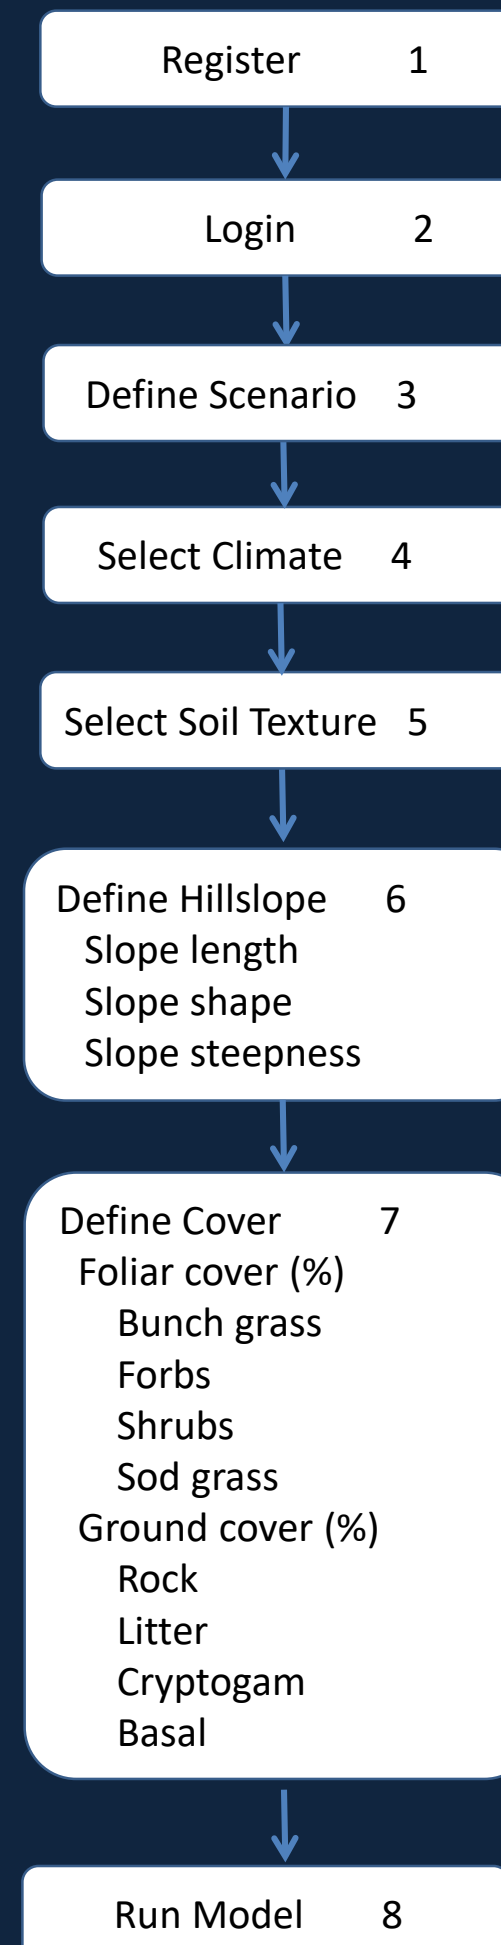 Register 1
Login 2
Define Scenario 3
Select Climate 4
Select Soil Texture 5
Define Hillslope 6
Slope length
Slope shape
Slope steepness
Define Cover 7
Foliar cover (%)
Bunch grass
Forbs
Shrubs
Sod grass
Ground cover (%)
Rock
Litter
Cryptogam
Basal
Run Model 8